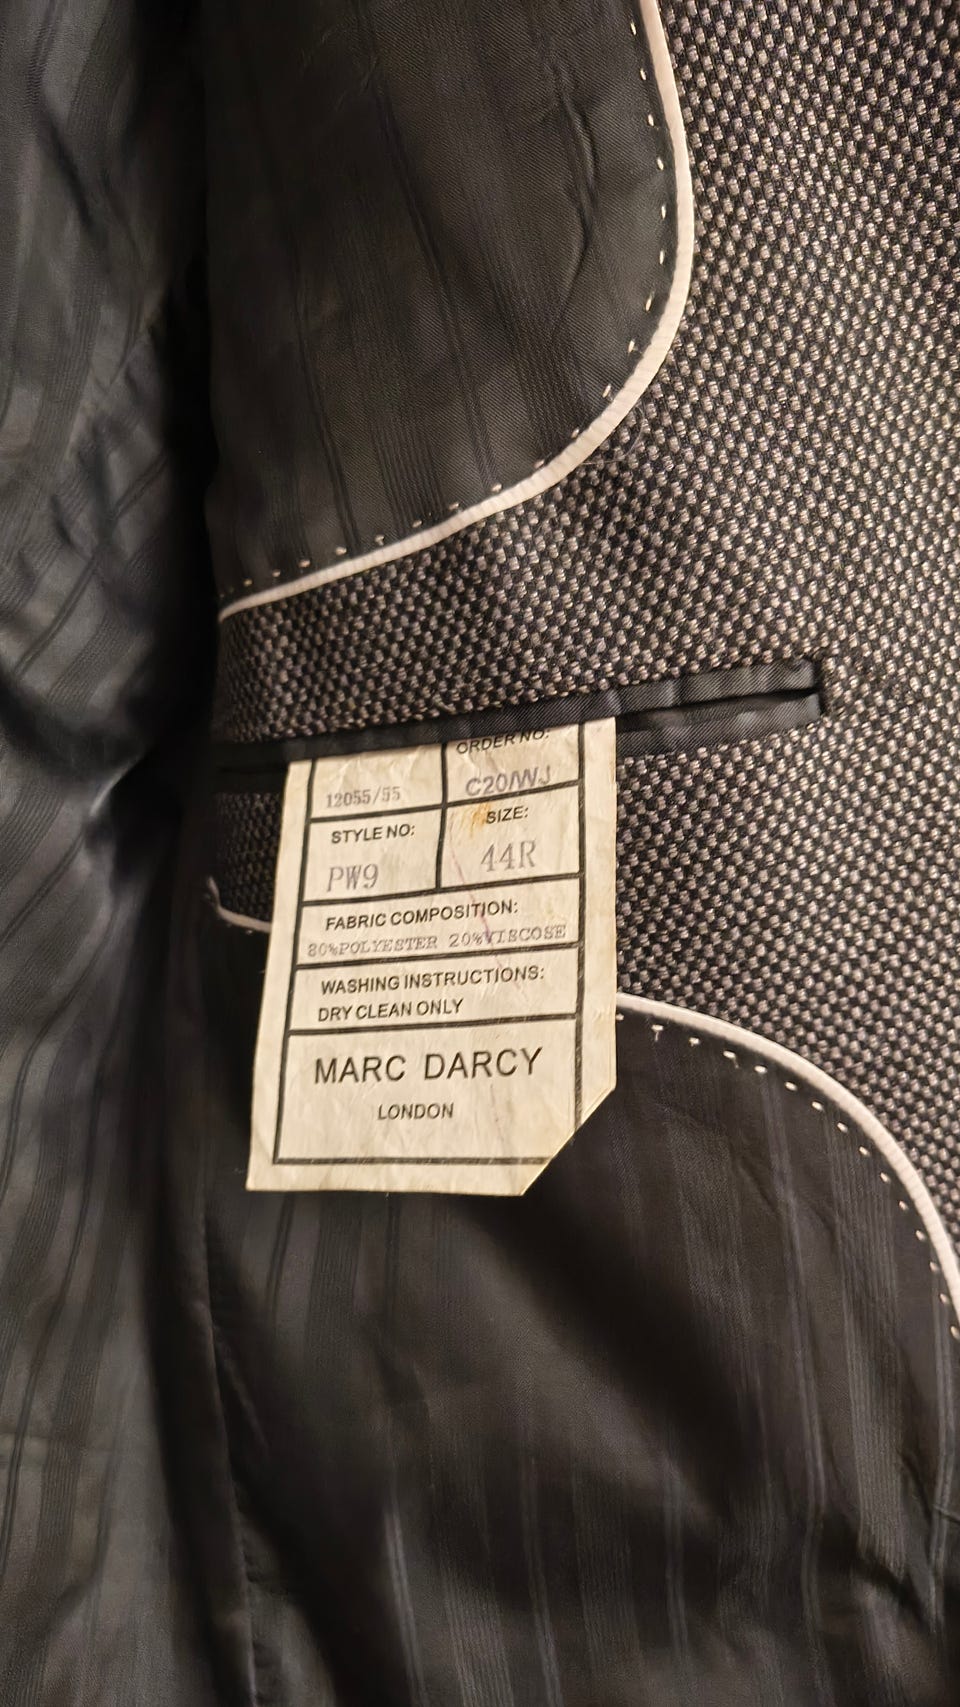 ORDER NO:
12055/55 C20/WJ
STYLE NO: SIZE:
PW9 44R
FABRIC COMPOSITION:
80%POLYESTER 20%VISCOSE
WASHING INSTRUCTIONS:
DRY CLEAN ONLY
MARC DARCY
LONDON